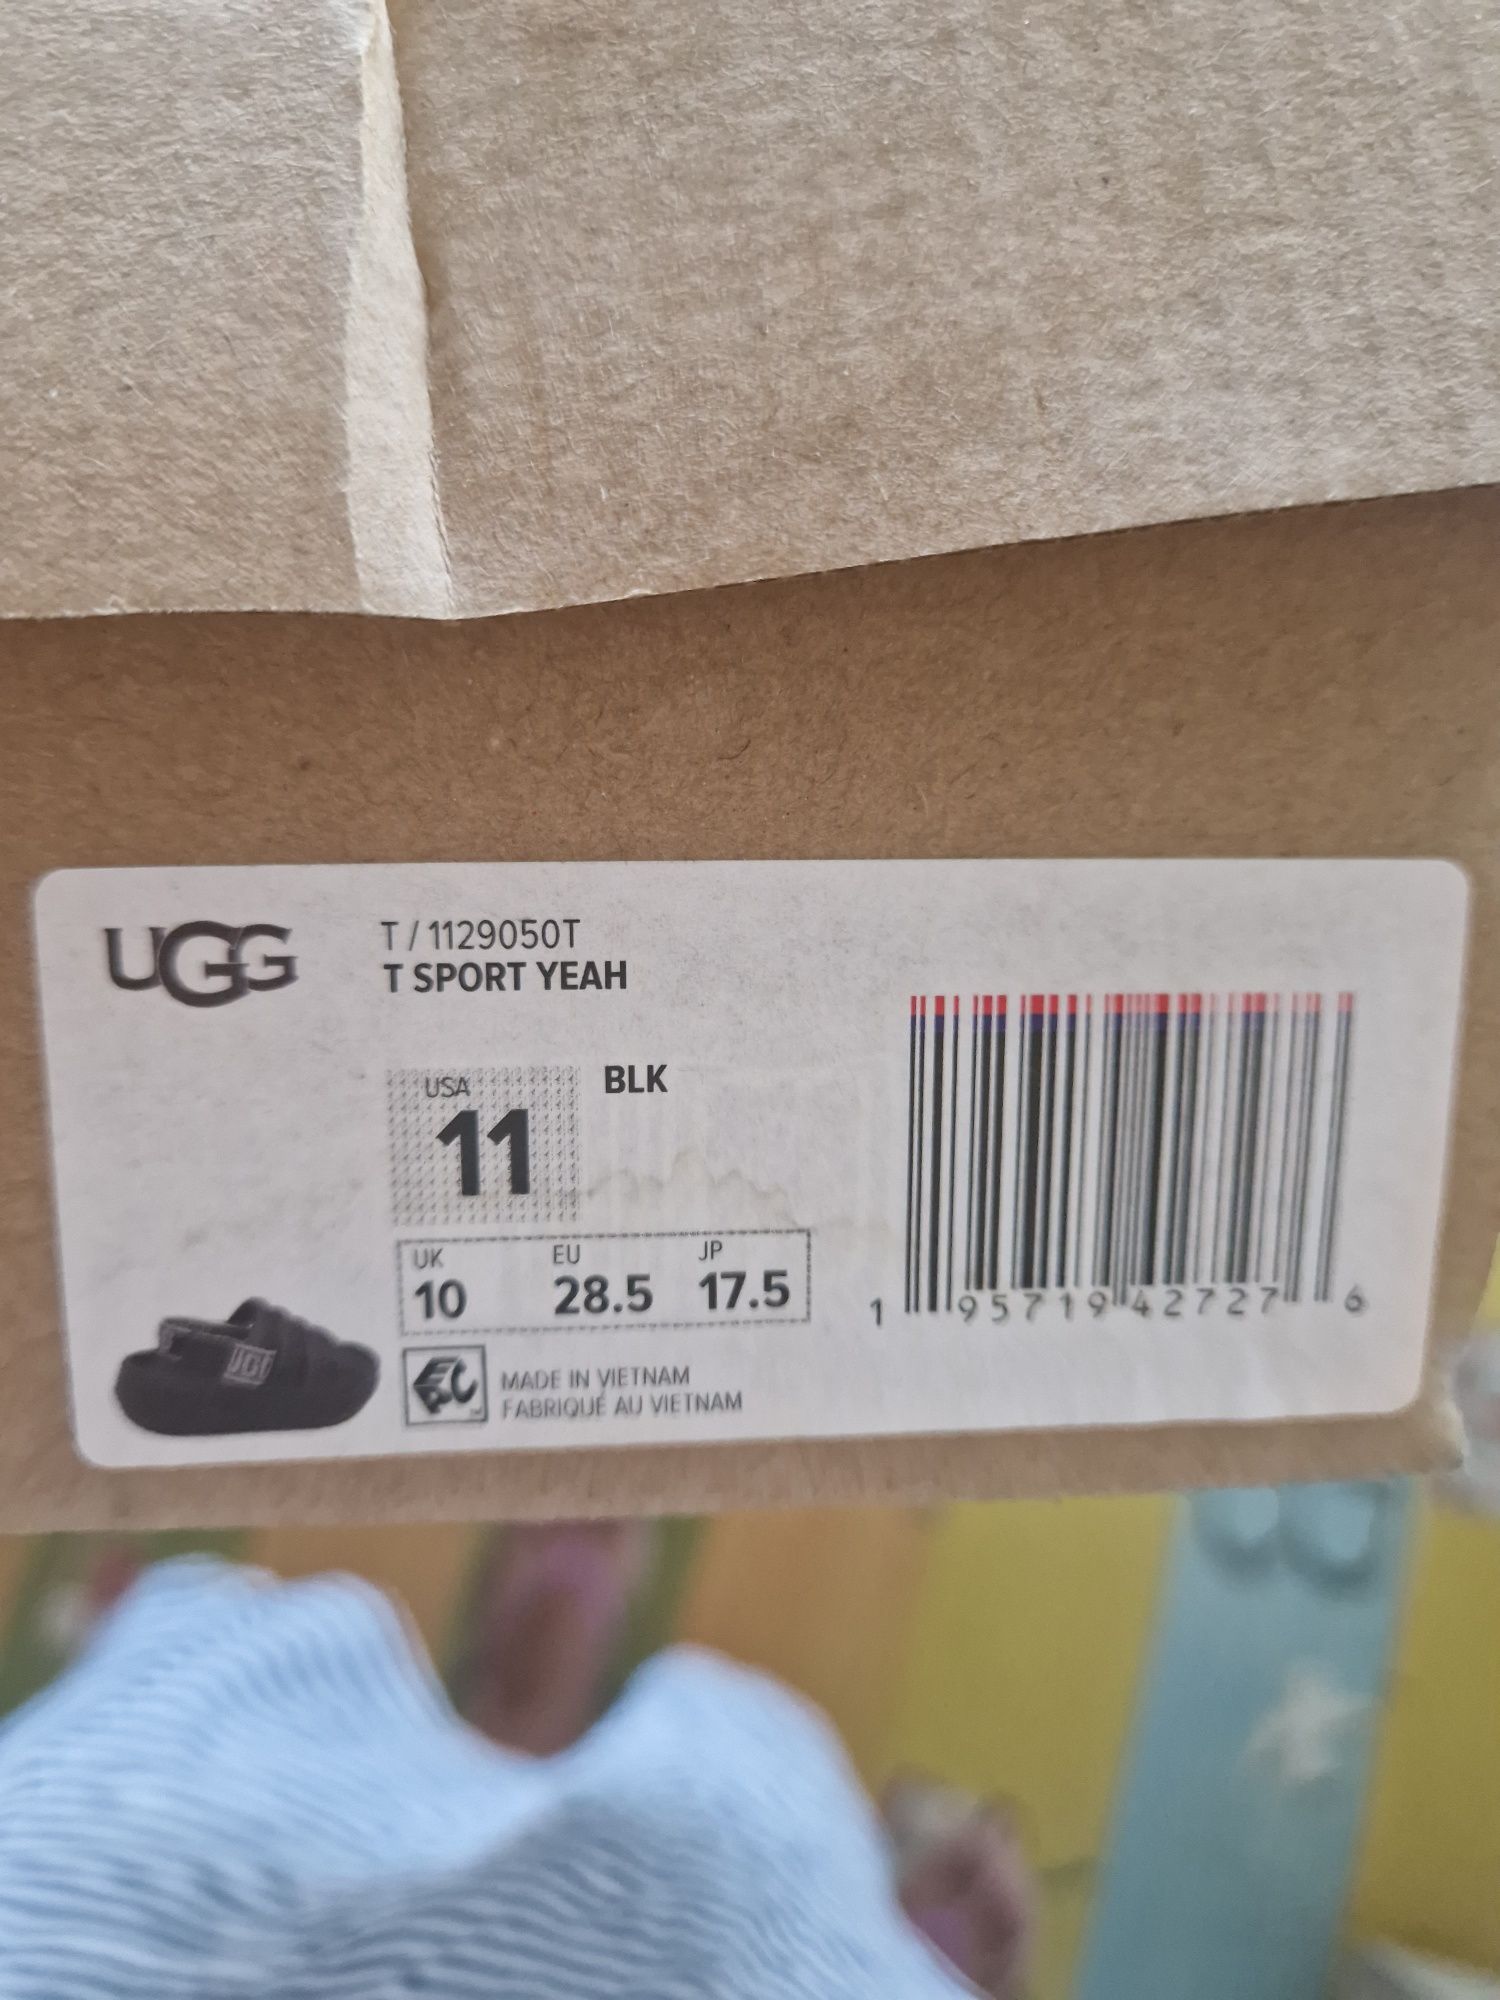 UGG
T / 1129050T
T SPORT YEAH
USA
11
BLK
UK EU JP
10 28.5 17.5
1 95719 42727 6
MADE IN VIETNAM
FABRIQUÉ AU VIETNAM
UGG